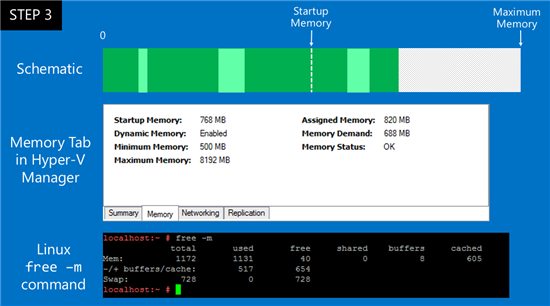 STEP 3
Startup
Memory
Maximum
Memory
0
Schematic
Memory Tab
in Hyper-V
Manager
Startup Memory: 768 MB
Assigned Memory: 820 MB
Dynamic Memory: Enabled
Memory Demand: 688 MB
Minimum Memory: 500 MB
Memory Status: OK
Maximum Memory: 8192 MB
Summary Memory Networking Replication
Linux
free -m
command
localhost:~ # free -m
total used free shared buffers cached
Mem: 1172 1131 40 0 8 605
-/+ buffers/cache: 517 654
Swap: 728 0 728
localhost:~ #